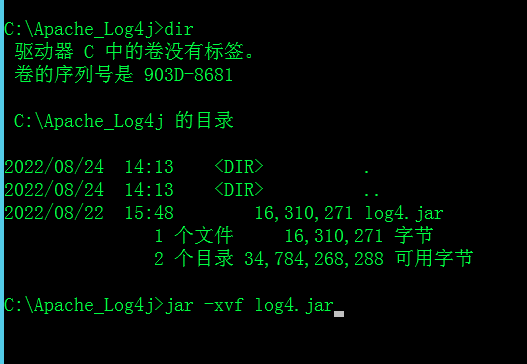 C:\Apache_Log4j>dir
驱动器 C 中的卷没有标签。
卷的序列号是 903D-8681
C:\Apache_Log4j 的目录
2022/08/24  14:13    <DIR>          .
2022/08/24  14:13    <DIR>          ..
2022/08/22  15:48        16,310,271 log4.jar
1 个文件     16,310,271 字节
2 个目录 34,784,268,288 可用字节
C:\Apache_Log4j>jar -xvf log4.jar